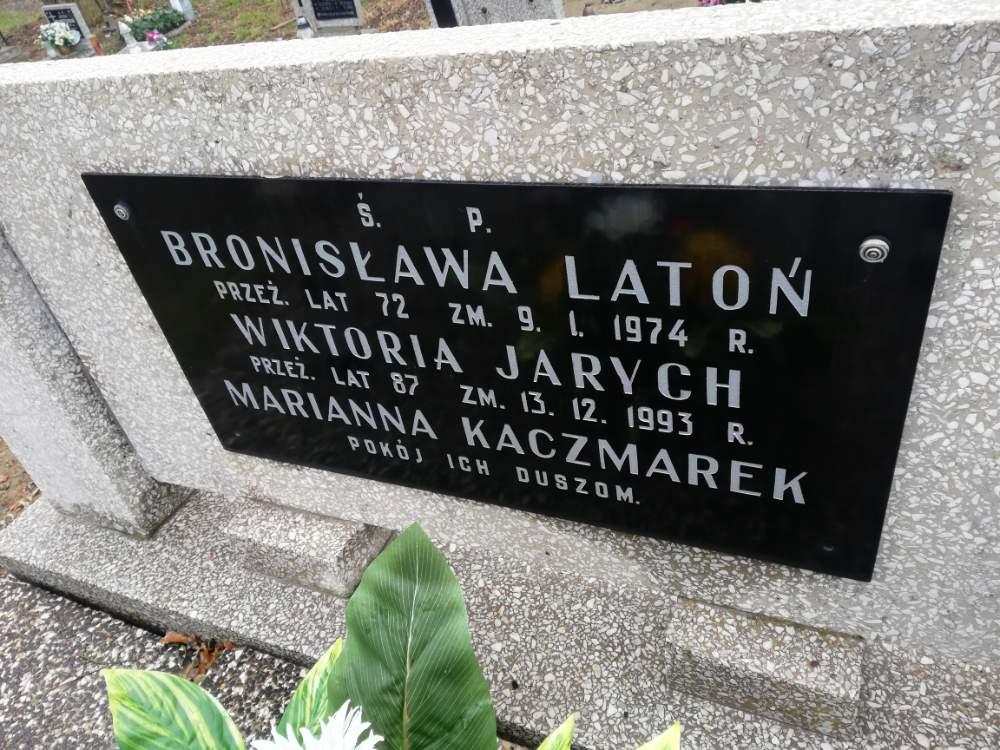 Ś. P.
BRONISŁAWA LATOŃ
PRZEŻ. LAT 72 ZM. 9. 1. 1974 R.
WIKTORIA JARYCH
PRZEŻ. LAT 87 ZM. 13. 12. 1993 R.
MARIANNA KACZMAREK
POKÓJ ICH DUSZOM.